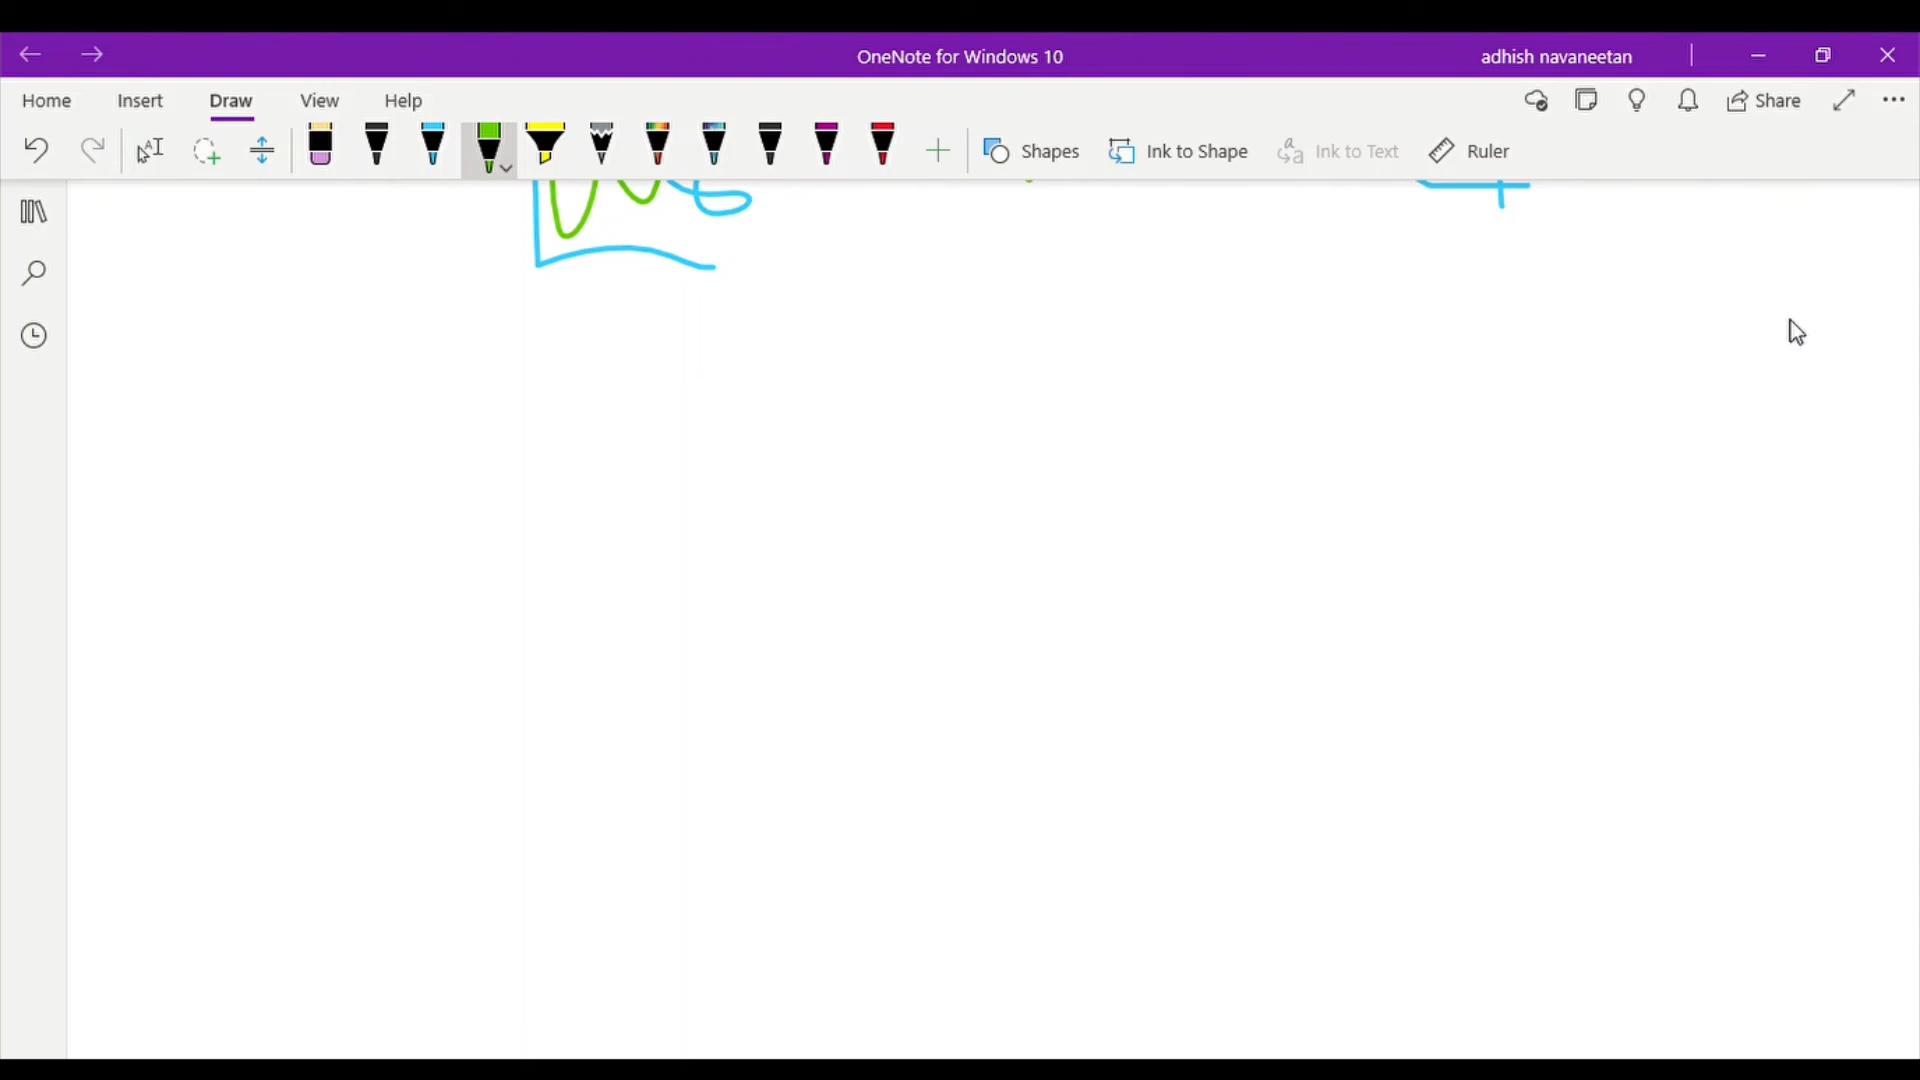 OneNote for Windows 10
adhish navaneetan
Home Insert Draw View Help
Share
Shapes Ink to Shape Ink to Text Ruler